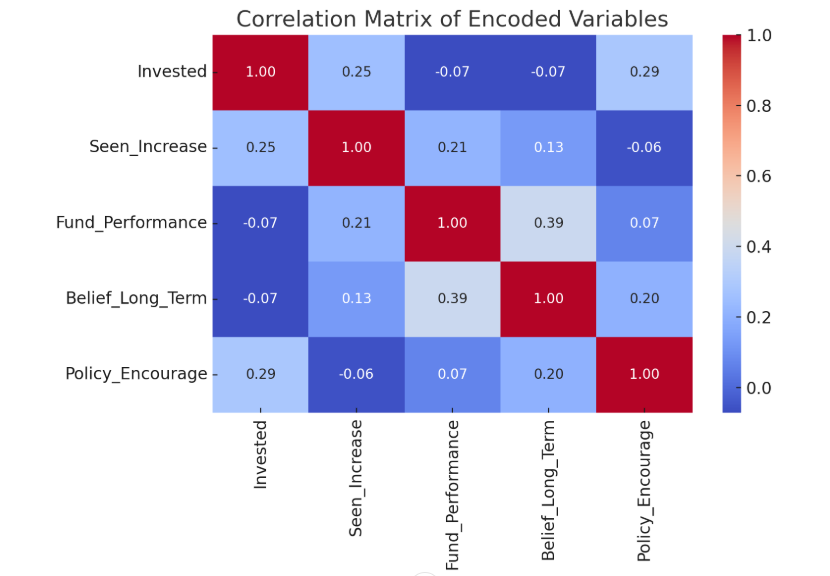 Correlation Matrix of Encoded Variables
Invested 1.00 0.25 -0.07 -0.07 0.29
Seen_Increase 0.25 1.00 0.21 0.13 -0.06
Fund_Performance -0.07 0.21 1.00 0.39 0.07
Belief_Long_Term -0.07 0.13 0.39 1.00 0.20
Policy_Encourage 0.29 -0.06 0.07 0.20 1.00
Invested Seen_Increase Fund_Performance Belief_Long_Term Policy_Encourage
1.0
0.8
0.6
0.4
0.2
0.0